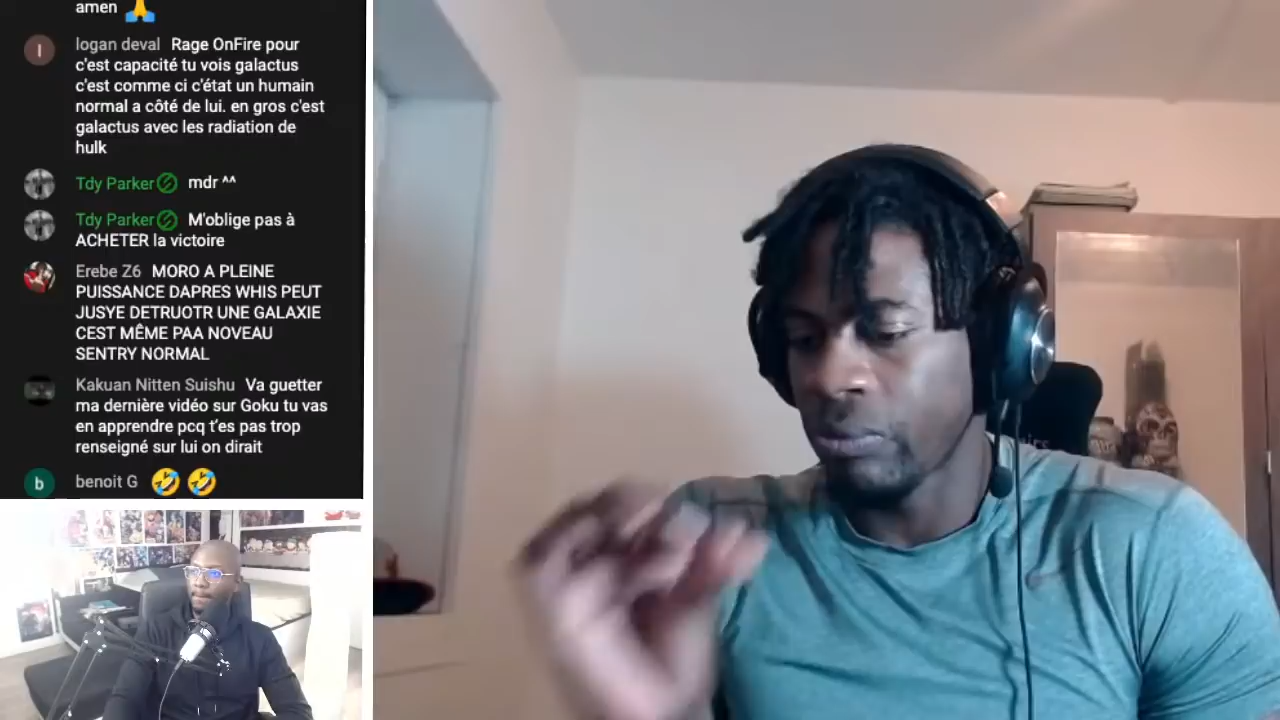 amen
logan deval Rage OnFire pour
c'est capacité tu vois galactus
c'est comme ci c'état un humain
normal a côté de lui. en gros c'est
galactus avec les radiation de
hulk
Tdy Parker mdr ^^
Tdy Parker M'oblige pas à
ACHETER la victoire
Erebe Z6 MORO A PLEINE
PUISSANCE DAPRES WHIS PEUT
JUSYE DETRUOTR UNE GALAXIE
CEST MÊME PAA NOVEAU
SENTRY NORMAL
Kakuan Nitten Suishu Va guetter
ma dernière vidéo sur Goku tu vas
en apprendre pcq t'es pas trop
renseigné sur lui on dirait
b benoit G